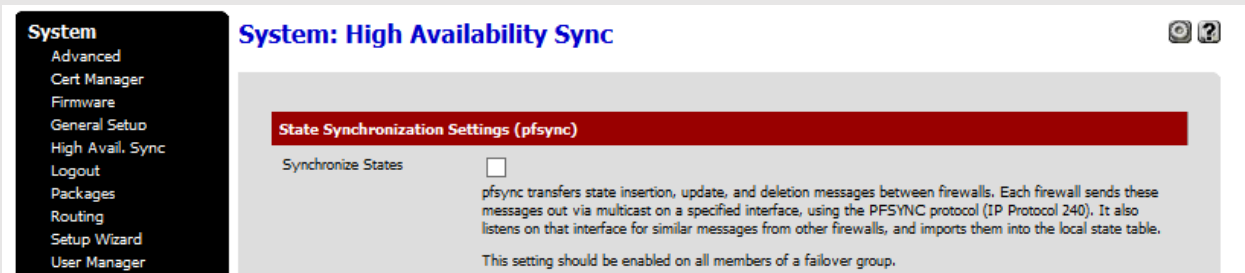 System
Advanced
Cert Manager
Firmware
General Setup
High Avail. Sync
Logout
Packages
Routing
Setup Wizard
User Manager
System: High Availability Sync
?
State Synchronization Settings (pfsync)
Synchronize States
pfsync transfers state insertion, update, and deletion messages between firewalls. Each firewall sends these
messages out via multicast on a specified interface, using the PFSYNC protocol (IP Protocol 240). It also
listens on that interface for similar messages from other firewalls, and imports them into the local state table.
This setting should be enabled on all members of a failover group.